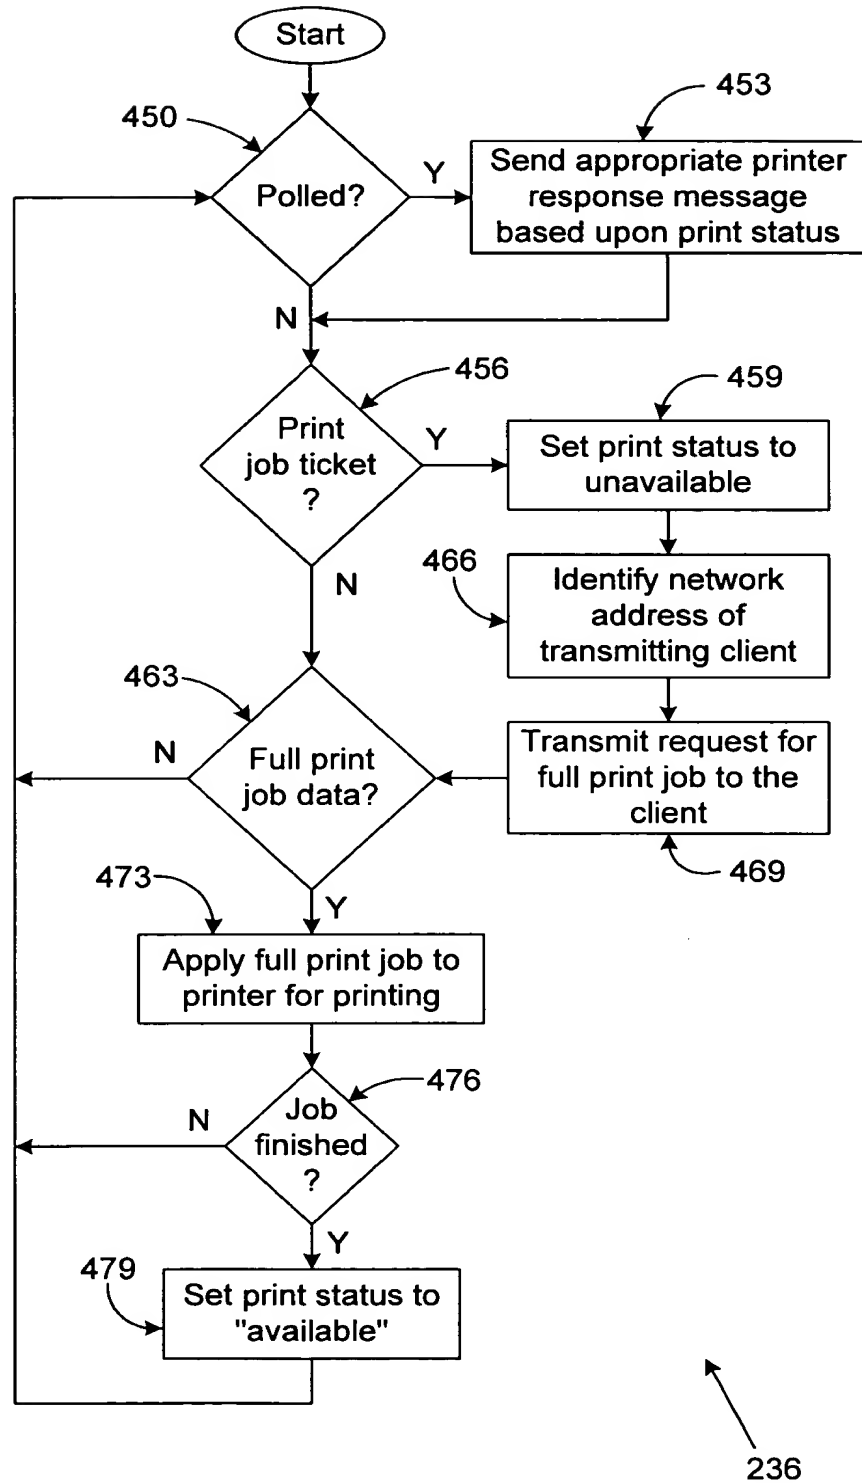 Start
450
453
Polled?
Y
Send appropriate printer
response message
based upon print status
N
456
459
Print
job ticket
?
Y
Set print status to
unavailable
N
466
Identify network
address of
transmitting client
463
N
Full print
job data?
Transmit request for
full print job to the
client
473
Y
469
Apply full print job to
printer for printing
476
N
Job
finished
?
Y
479
Set print status to
"available"
236